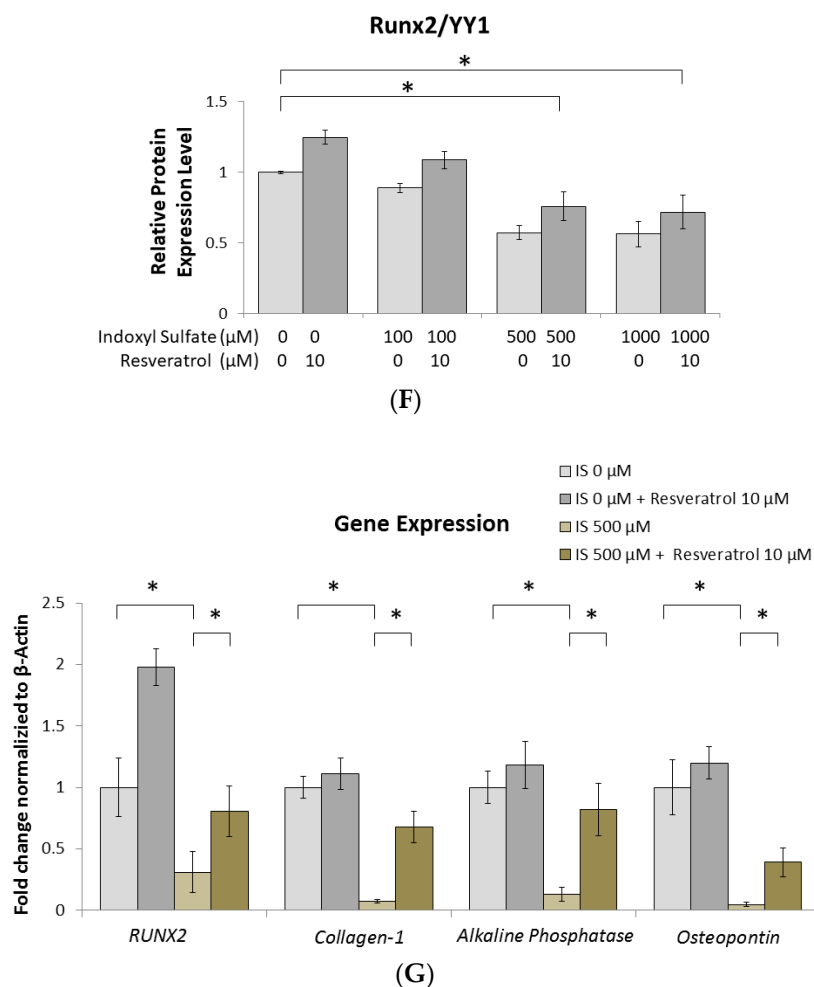 Runx2/YY1
*
*
Relative Protein
Expression Level
1.5
1
0.5
0
Indoxyl Sulfate (μM) 0 0 100 100 500 500 1000 1000
Resveratrol (μM) 0 10 0 10 0 10 0 10
(F)
IS 0 μM
IS 0 μM + Resveratrol 10 μM
IS 500 μM
IS 500 μM + Resveratrol 10 μM
Gene Expression
* * * *
* * * *
Fold change normalizied to β-Actin
2.5
2
1.5
1
0.5
0
RUNX2 Collagen-1 Alkaline Phosphatase Osteopontin
(G)